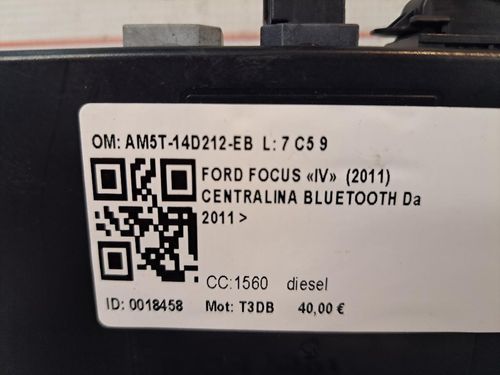 OM: AM5T-14D212-EB L: 7 C5 9
FORD FOCUS «IV» (2011)
CENTRALINA BLUETOOTH Da
2011 >
CC:1560 diesel
ID: 0018458 Mot: T3DB 40,00 €